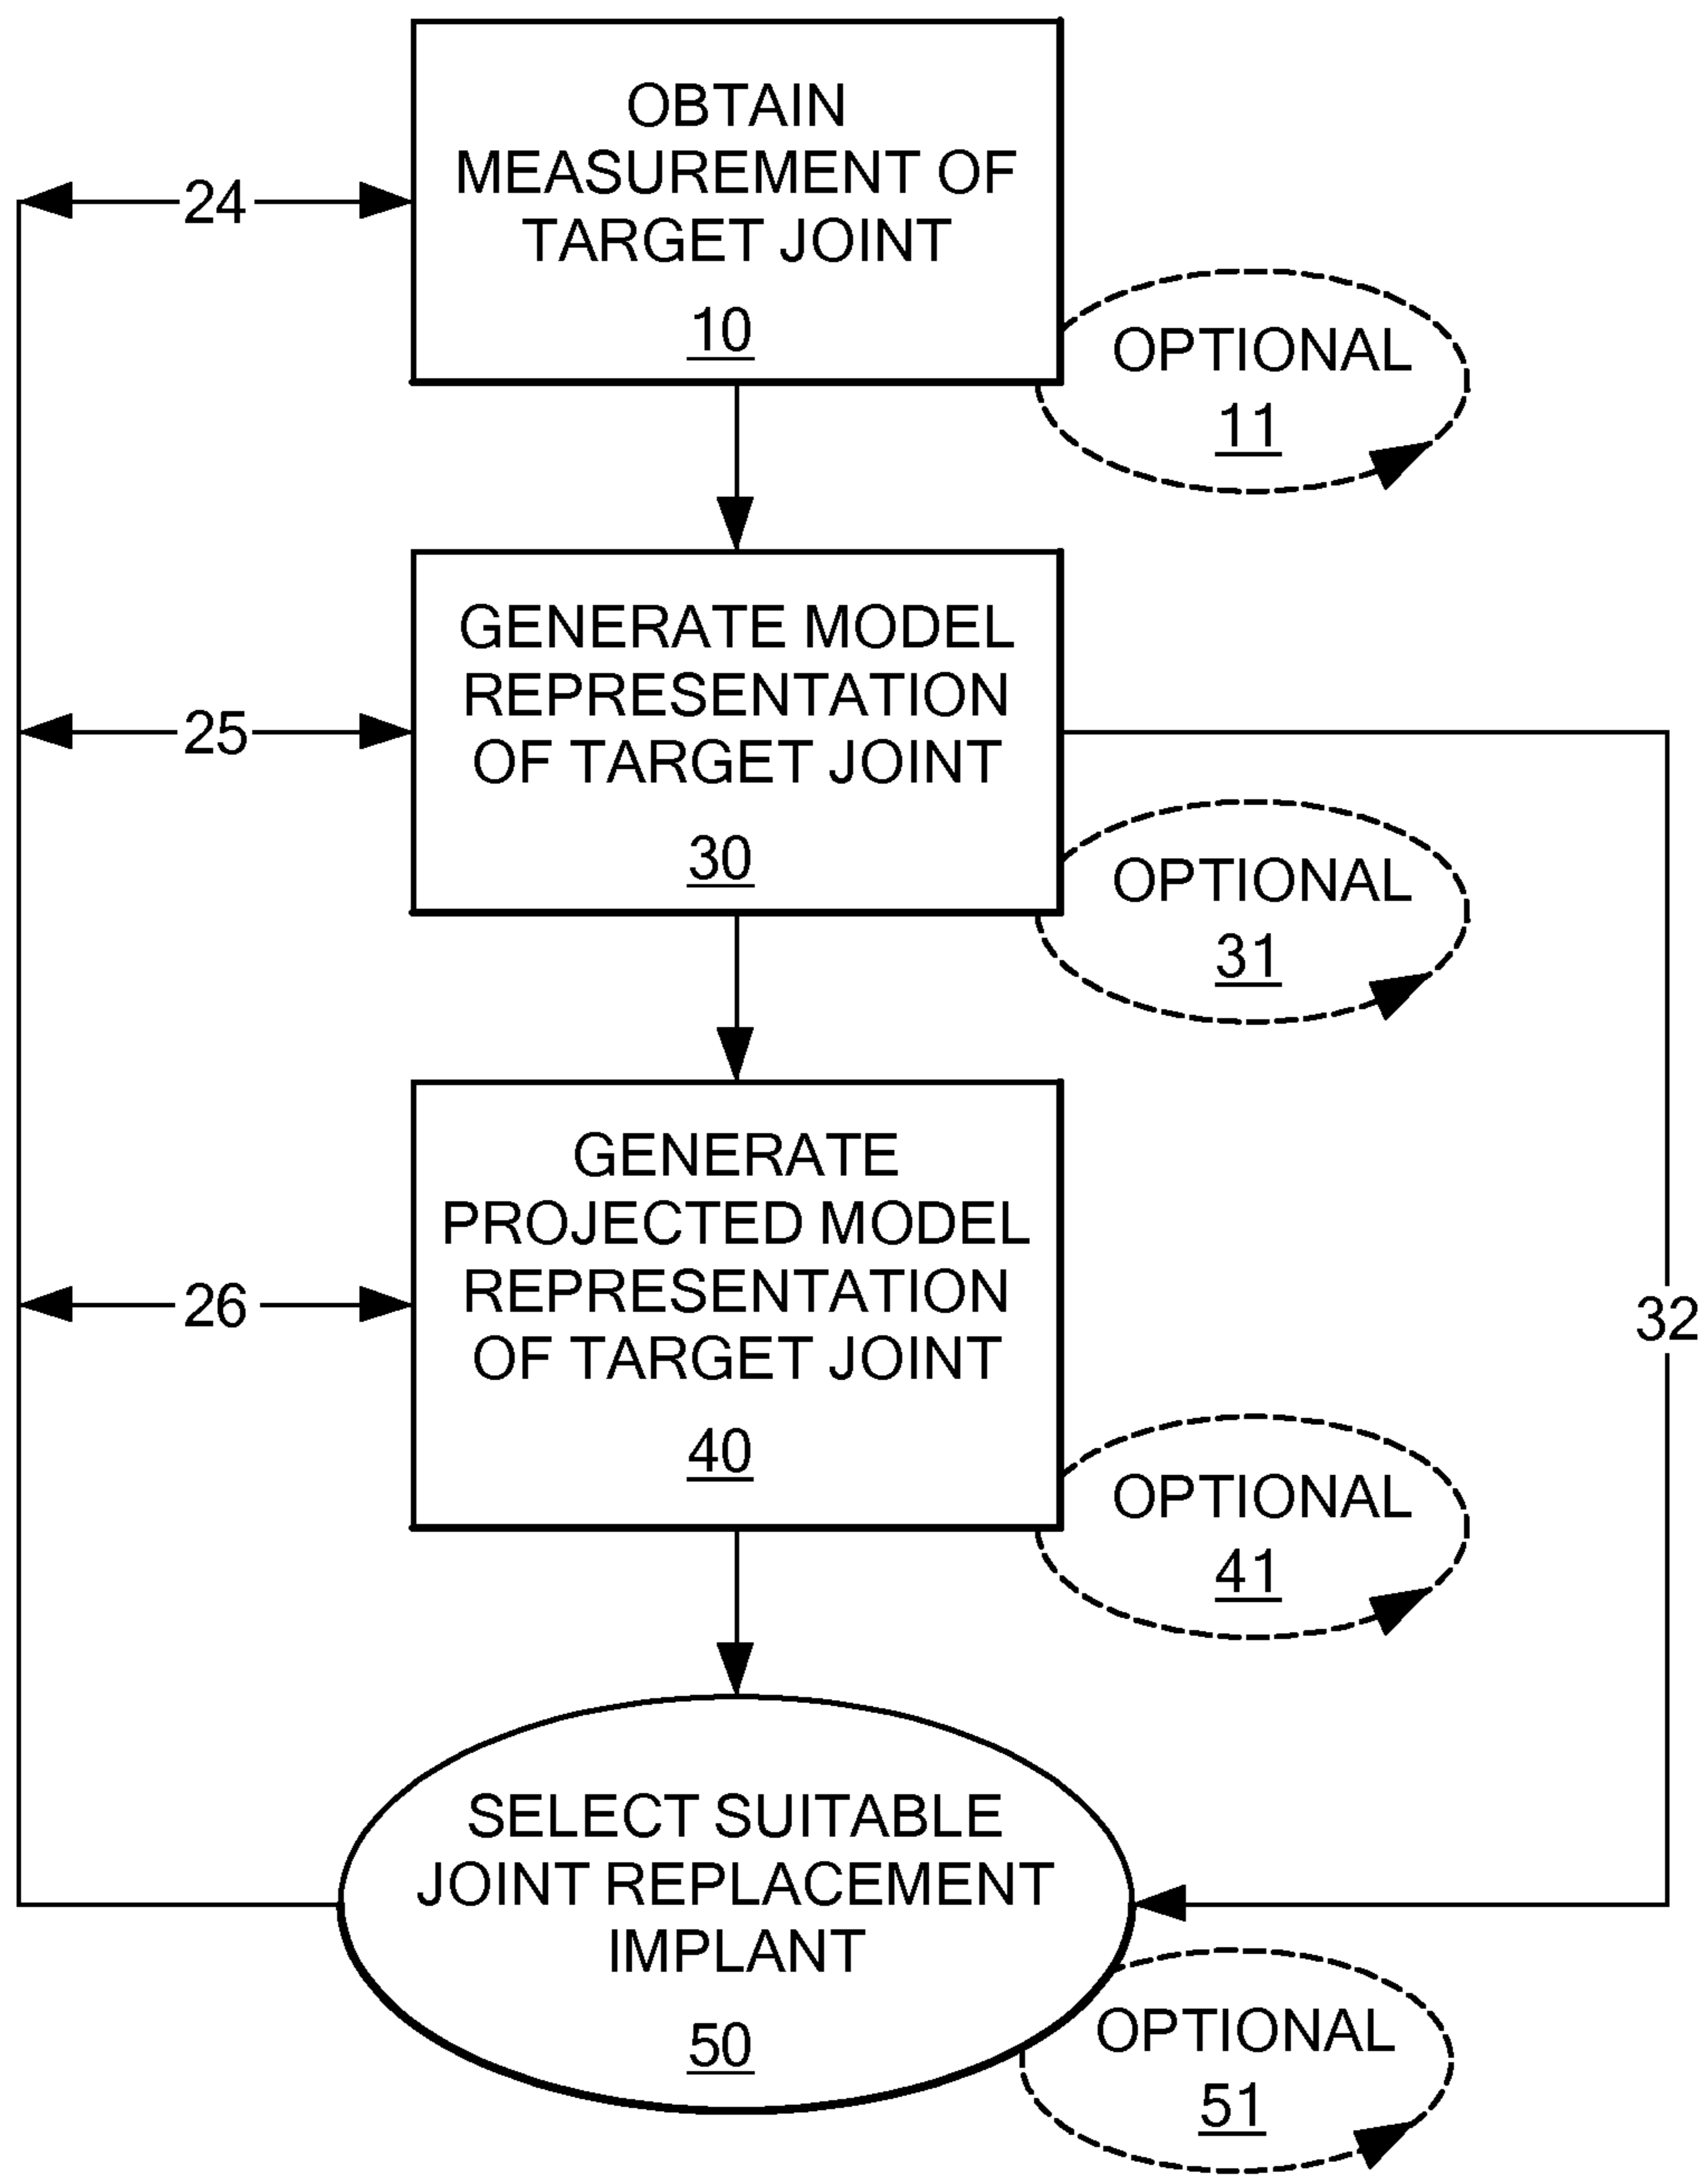 OBTAIN
MEASUREMENT OF
TARGET JOINT
10
24
OPTIONAL
11
GENERATE MODEL
REPRESENTATION
OF TARGET JOINT
30
25
OPTIONAL
31
GENERATE
PROJECTED MODEL
REPRESENTATION
OF TARGET JOINT
40
26
32
OPTIONAL
41
SELECT SUITABLE
JOINT REPLACEMENT
IMPLANT
50
OPTIONAL
51